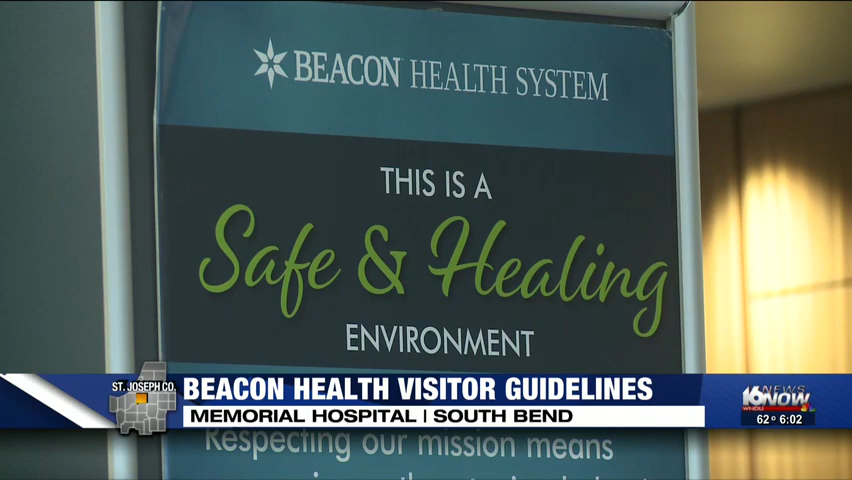 BEACON HEALTH SYSTEM
THIS IS A
Safe & Healing
ENVIRONMENT
ST. JOSEPH CO.
BEACON HEALTH VISITOR GUIDELINES
MEMORIAL HOSPITAL | SOUTH BEND
16 NEWS NOW
WNDU
62° 6:02
Respecting our mission means